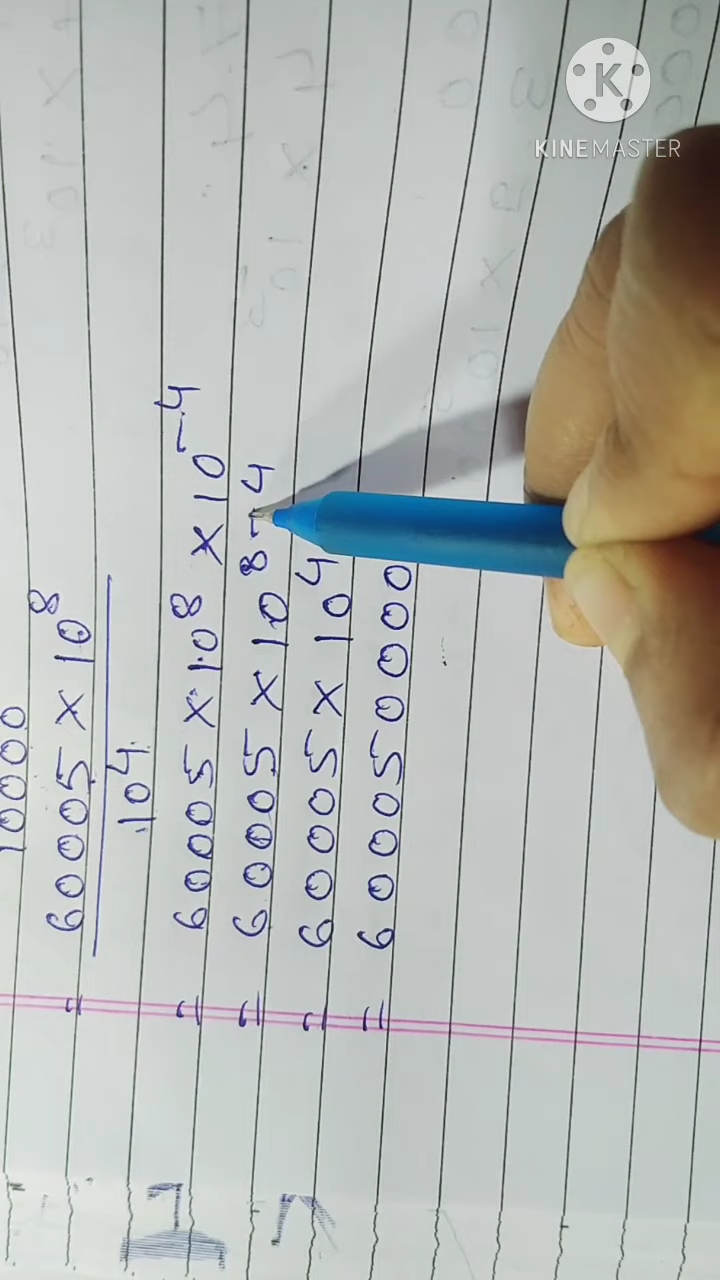 10000
= 60005 × 10⁸
10⁴
= 60005 × 10⁸ × 10⁻⁴
= 60005 × 10⁸⁻⁴
= 60005 × 10⁴
= 600050000
KINEMASTER